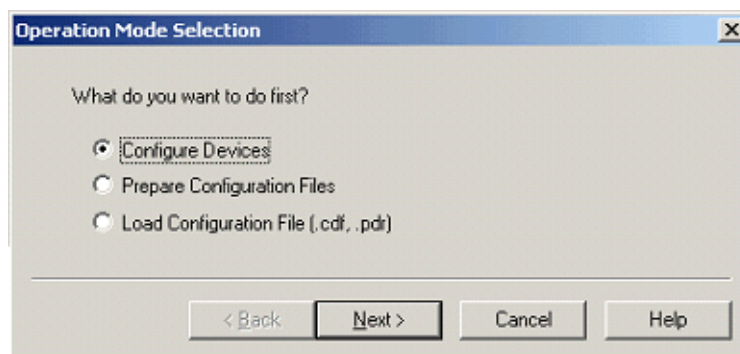 Operation Mode Selection
What do you want to do first?
Configure Devices
Prepare Configuration Files
Load Configuration File (.cdf, .pdr)
< Back Next > Cancel Help